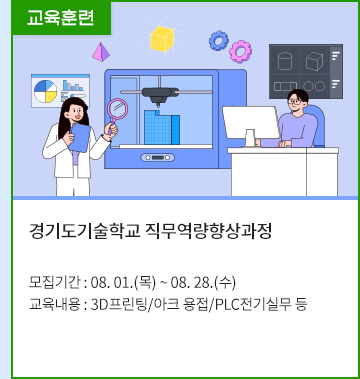 교육훈련
경기도기술학교 직무역량향상과정
모집기간 : 08. 01.(목) ~ 08. 28.(수)
교육내용 : 3D프린팅/아크 용접/PLC전기실무 등